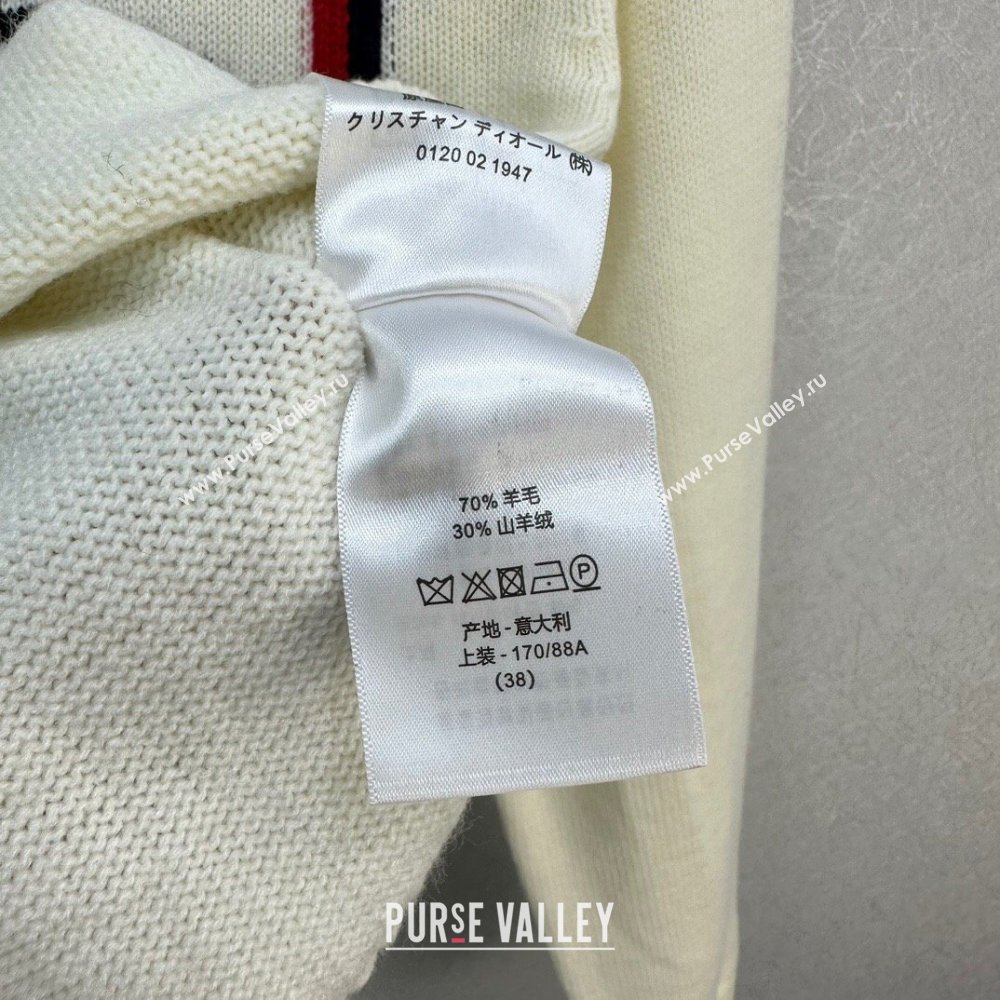 クリスチャン ディオール (株)
0120 02 1947
www.PurseValley.ru
www.PurseValley.ru
70% 羊毛
30% 山羊绒
产地 - 意大利
上装 - 170/88A
(38)
PURSE VALLEY